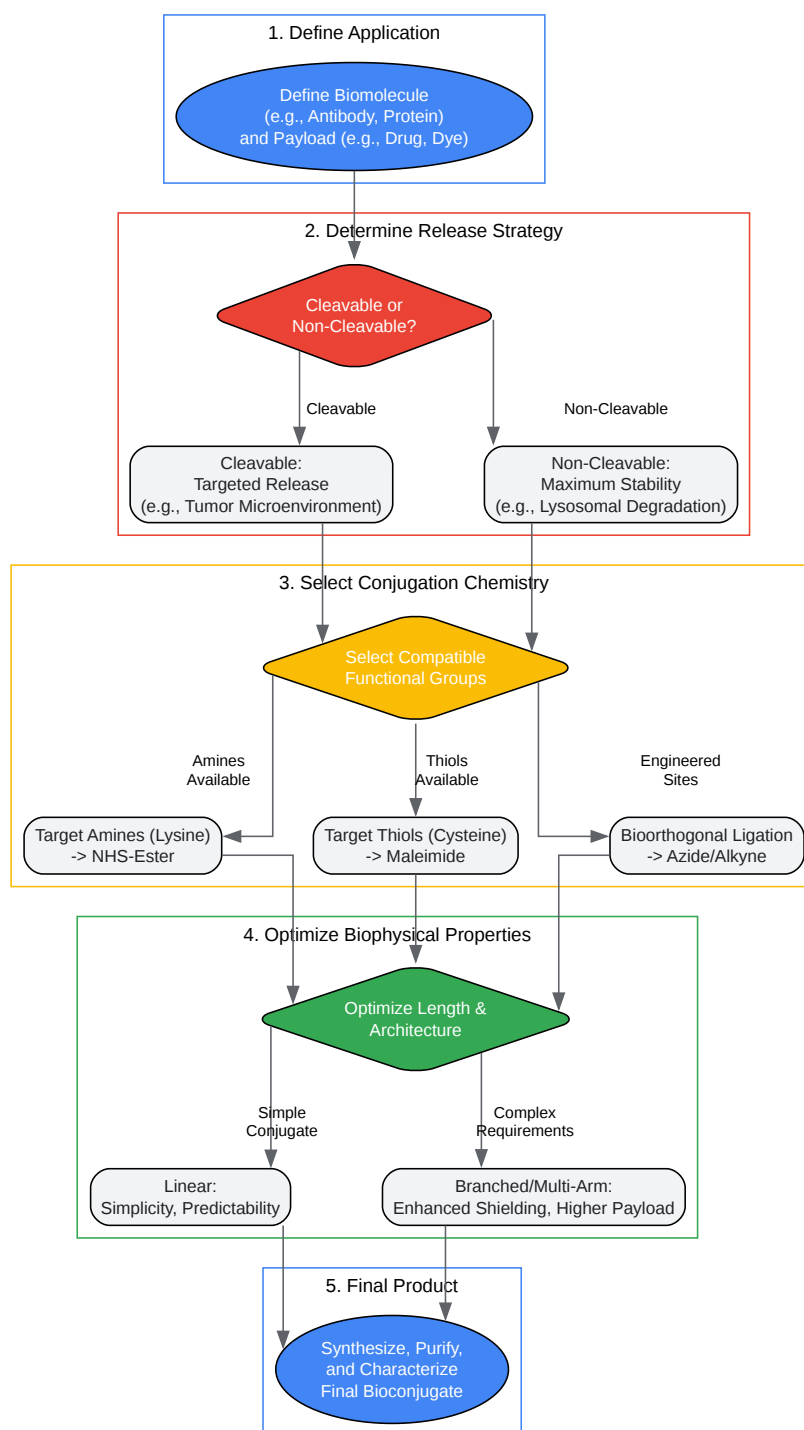 1. Define Application
Define Biomolecule
(e.g., Antibody, Protein)
and Payload (e.g., Drug, Dye)
2. Determine Release Strategy
Cleavable or
Non-Cleavable?
Cleavable
Non-Cleavable
Cleavable:
Targeted Release
(e.g., Tumor Microenvironment)
Non-Cleavable:
Maximum Stability
(e.g., Lysosomal Degradation)
3. Select Conjugation Chemistry
Select Compatible
Functional Groups
Amines
Available
Thiols
Available
Engineered
Sites
Target Amines (Lysine)
-> NHS-Ester
Target Thiols (Cysteine)
-> Maleimide
Bioorthogonal Ligation
-> Azide/Alkyne
4. Optimize Biophysical Properties
Optimize Length &
Architecture
Simple
Conjugate
Complex
Requirements
Linear:
Simplicity, Predictability
Branched/Multi-Arm:
Enhanced Shielding, Higher Payload
5. Final Product
Synthesize, Purify,
and Characterize
Final Bioconjugate